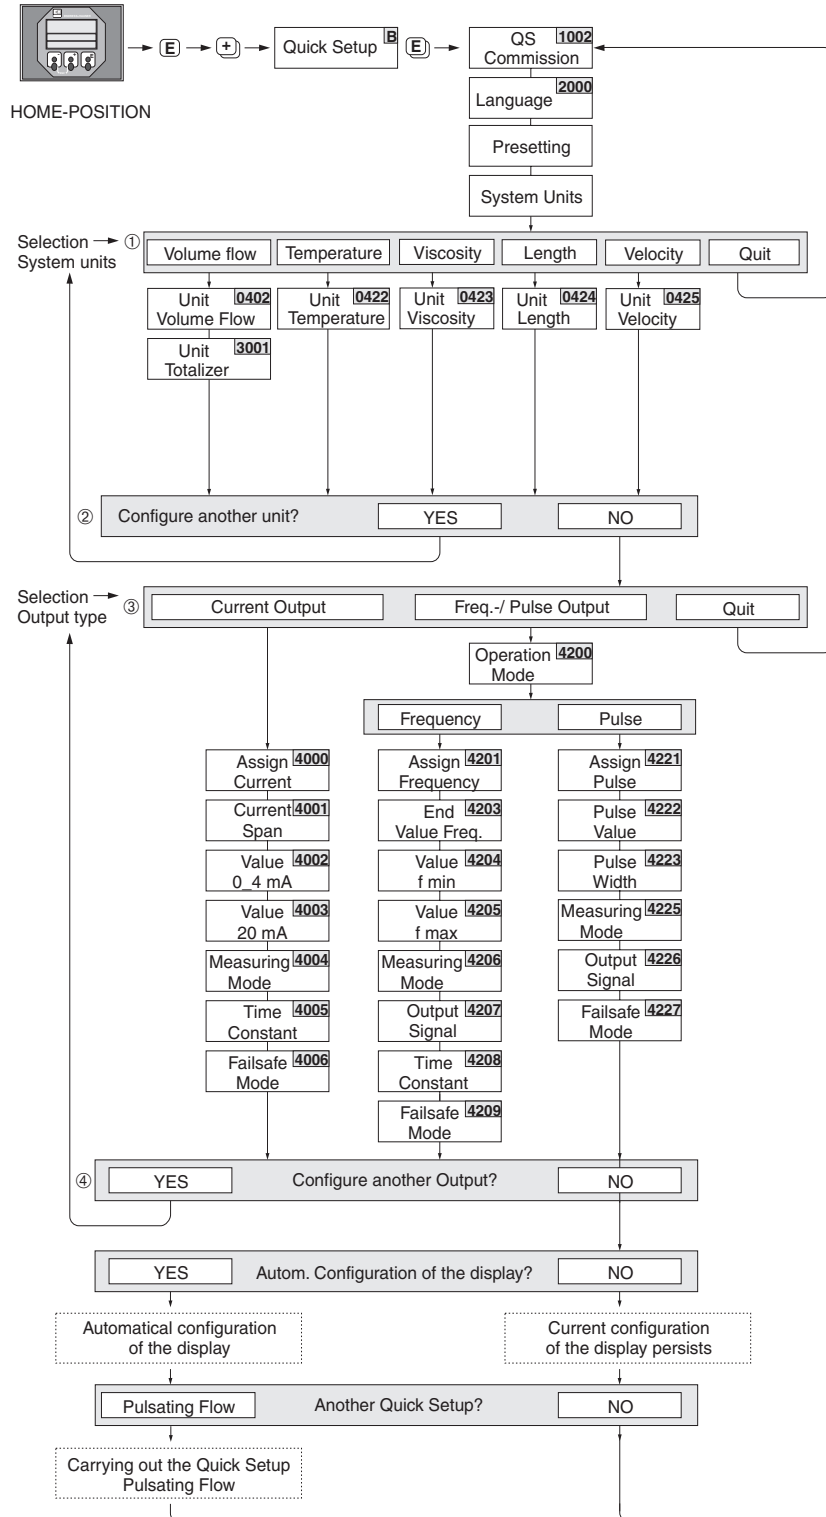 HOME-POSITION
E
+
Quick Setup B
E
QS 1002
Commission
Language 2000
Presetting
System Units
Selection
System units
①
Volume flow
Temperature
Viscosity
Length
Velocity
Quit
Unit 0402
Volume Flow
Unit 0422
Temperature
Unit 0423
Viscosity
Unit 0424
Length
Unit 0425
Velocity
Unit 3001
Totalizer
② Configure another unit? YES NO
Selection
Output type
③
Current Output
Freq.-/ Pulse Output
Quit
Operation 4200
Mode
Frequency
Pulse
Assign 4000
Current
Current 4001
Span
Value 4002
0_4 mA
Value 4003
20 mA
Measuring 4004
Mode
Time 4005
Constant
Failsafe 4006
Mode
Assign 4201
Frequency
End 4203
Value Freq.
Value 4204
f min
Value 4205
f max
Measuring 4206
Mode
Output 4207
Signal
Time 4208
Constant
Failsafe 4209
Mode
Assign 4221
Pulse
Pulse 4222
Value
Pulse 4223
Width
Measuring 4225
Mode
Output 4226
Signal
Failsafe 4227
Mode
④ YES Configure another Output? NO
YES Autom. Configuration of the display? NO
Automatical configuration
of the display
Current configuration
of the display persists
Pulsating Flow Another Quick Setup? NO
Carrying out the Quick Setup
Pulsating Flow